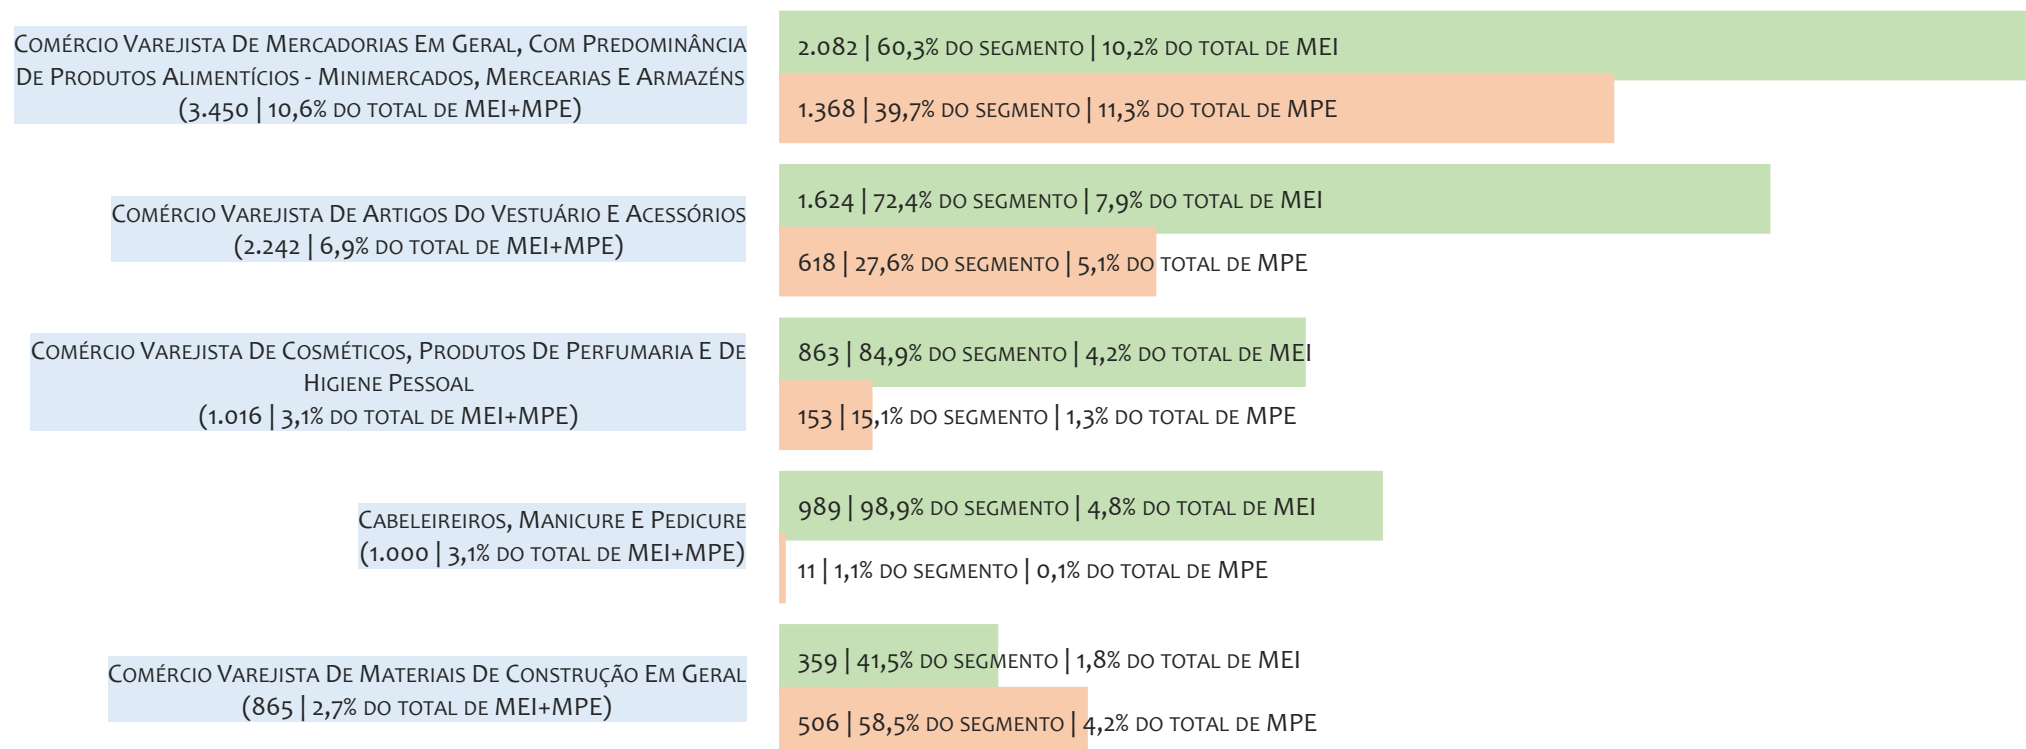 Comércio Varejista De Mercadorias Em Geral, Com Predominância
De Produtos Alimentícios - Minimercados, Mercearias E Armazéns
(3.450 | 10,6% do total de MEI+MPE)
2.082 | 60,3% do segmento | 10,2% do total de MEI
1.368 | 39,7% do segmento | 11,3% do total de MPE
Comércio Varejista De Artigos Do Vestuário E Acessórios
(2.242 | 6,9% do total de MEI+MPE)
1.624 | 72,4% do segmento | 7,9% do total de MEI
618 | 27,6% do segmento | 5,1% do total de MPE
Comércio Varejista De Cosméticos, Produtos De Perfumaria E De
Higiene Pessoal
(1.016 | 3,1% do total de MEI+MPE)
863 | 84,9% do segmento | 4,2% do total de MEI
153 | 15,1% do segmento | 1,3% do total de MPE
Cabeleireiros, Manicure E Pedicure
(1.000 | 3,1% do total de MEI+MPE)
989 | 98,9% do segmento | 4,8% do total de MEI
11 | 1,1% do segmento | 0,1% do total de MPE
Comércio Varejista De Materiais De Construção Em Geral
(865 | 2,7% do total de MEI+MPE)
359 | 41,5% do segmento | 1,8% do total de MEI
506 | 58,5% do segmento | 4,2% do total de MPE